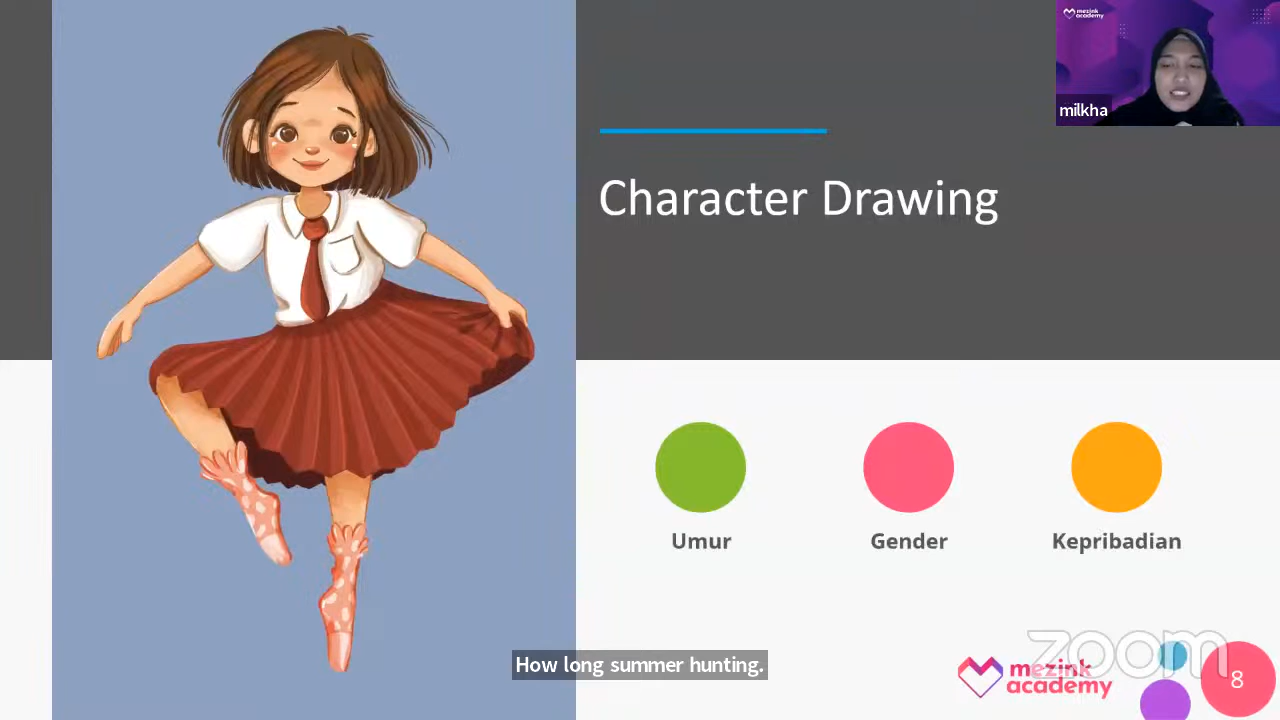 mezink
academy
milkha
Character Drawing
Umur
Gender
Kepribadian
How long summer hunting.
zoom
mezink
academy
8